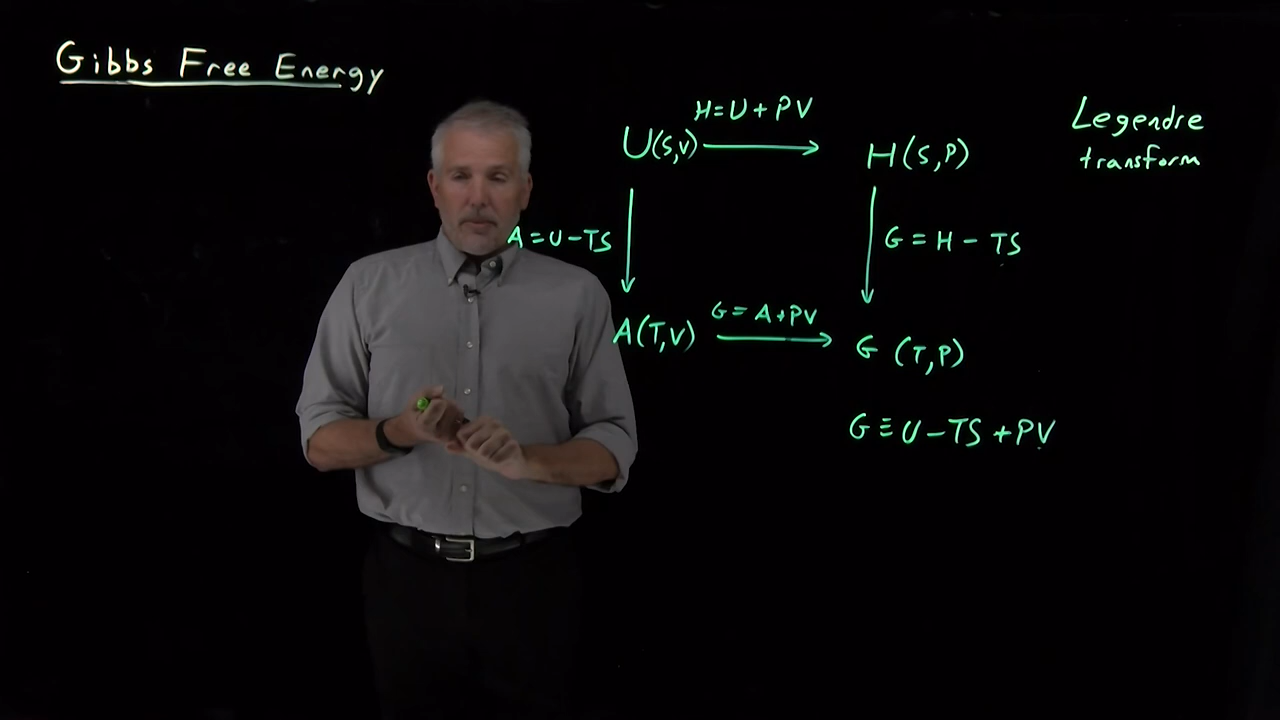 Gibbs Free Energy
H=U+PV
U(S,V)
H(S,P)
Legendre
transform
A=U-TS
G=H-TS
A(T,V)
G=A+PV
G (T,P)
G≡U-TS+PV